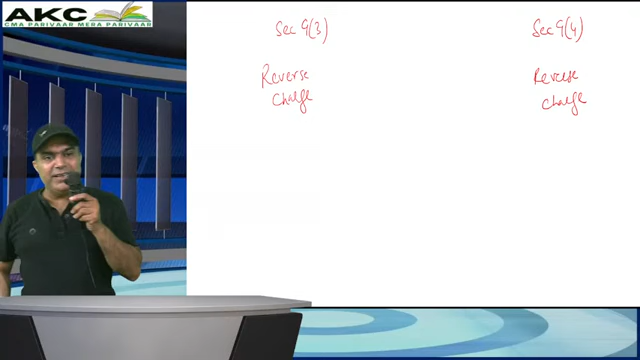 AKC
CMA PARIVAAR MERA PARIVAAR
Sec 9(3)
Sec 9(4)
Reverse
charge
Reverse
charge